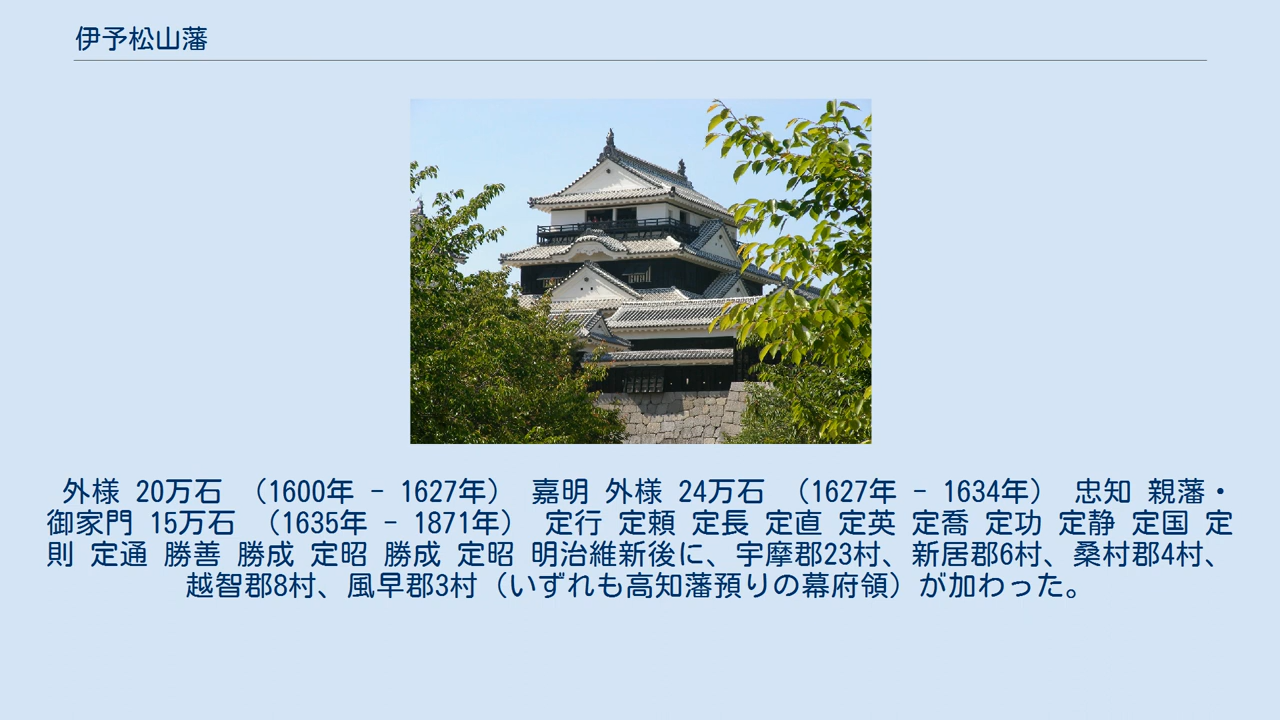 伊予松山藩
外様 20万石 （1600年 - 1627年） 嘉明 外様 24万石 （1627年 - 1634年） 忠知 親藩・
御家門 15万石 （1635年 - 1871年） 定行 定頼 定長 定直 定英 定喬 定功 定静 定国 定
則 定通 勝善 勝成 定昭 勝成 定昭 明治維新後に、宇摩郡23村、新居郡6村、桑村郡4村、
越智郡8村、風早郡3村（いずれも高知藩預りの幕府領）が加わった。